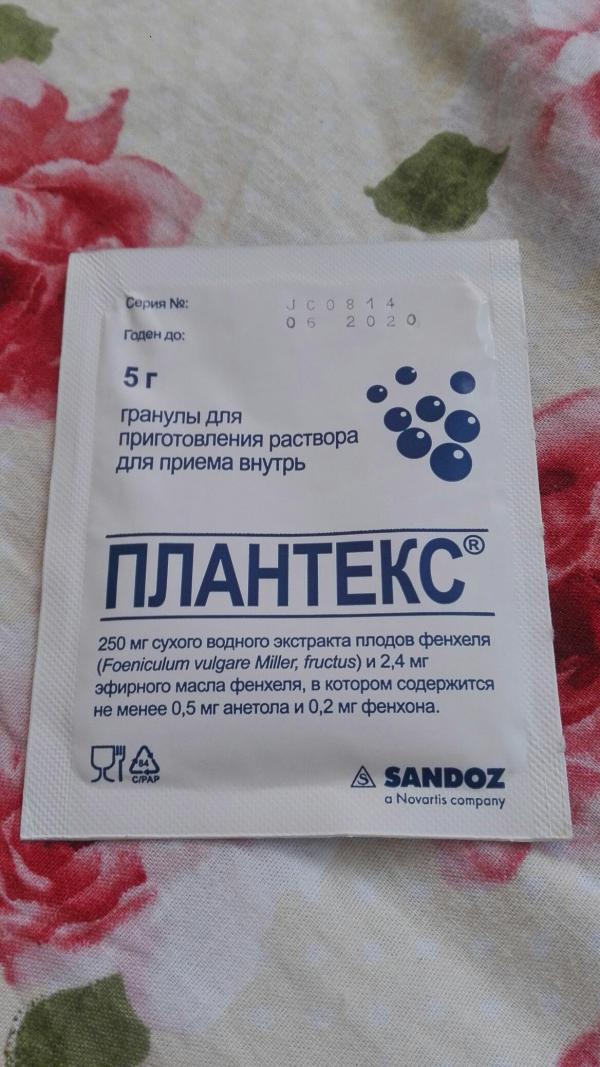 Серия №: JC0814
Годен до: 06 2020
5 г
гранулы для
приготовления раствора
для приема внутрь
ПЛАНТЕКС®
250 мг сухого водного экстракта плодов фенхеля
(Foeniculum vulgare Miller, fructus) и 2,4 мг
эфирного масла фенхеля, в котором содержится
не менее 0,5 мг анетола и 0,2 мг фенхона.
84
C/PAP
S SANDOZ
a Novartis company